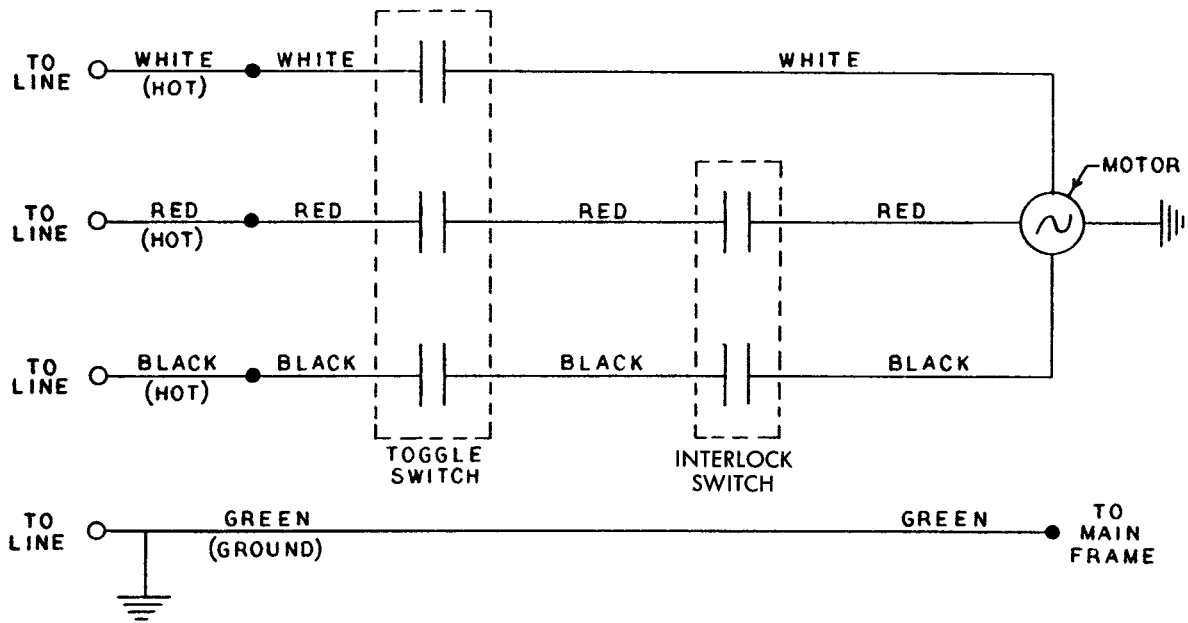 TO
LINE
WHITE
(HOT)
WHITE
WHITE
MOTOR
TO
LINE
RED
(HOT)
RED
RED
RED
TO
LINE
BLACK
(HOT)
BLACK
BLACK
BLACK
TOGGLE
SWITCH
INTERLOCK
SWITCH
TO
LINE
GREEN
(GROUND)
GREEN
TO
MAIN
FRAME